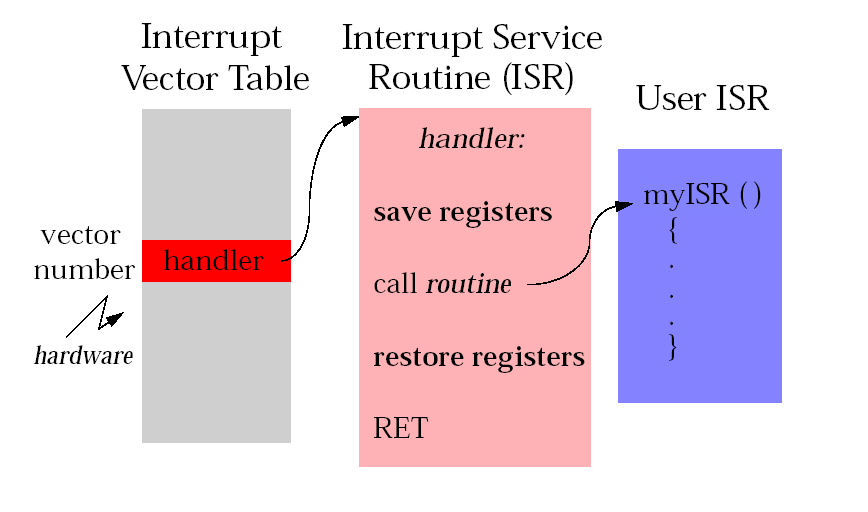 Interrupt
Vector Table
Interrupt Service
Routine (ISR)
User ISR
vector
number
hardware
handler
handler:
save registers
call routine
restore registers
RET
myISR ( )
{
.
.
.
}